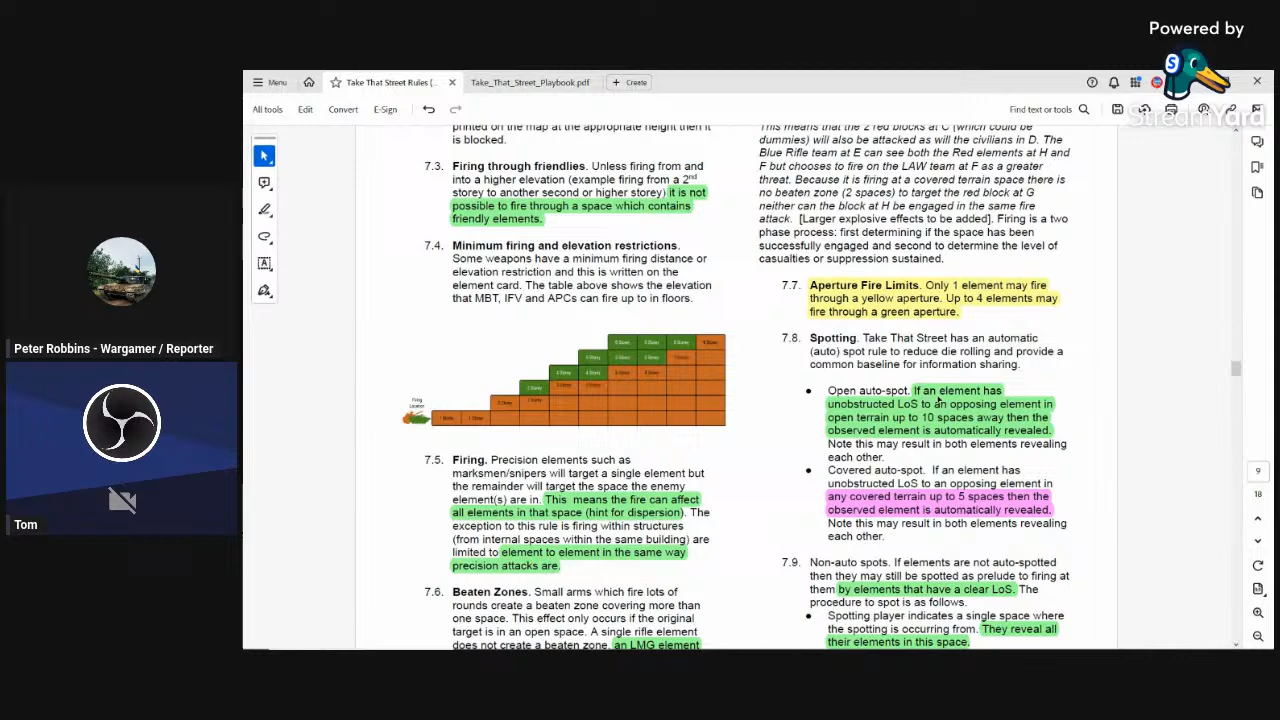 Powered by
StreamYard
Menu
Take That Street Rules (...
Take_That_Street_Playbook.pdf
Create
All tools
Edit
Convert
E-Sign
Find text or tools
printed on the map at the appropriate height then it
is blocked.
7.3. Firing through friendlies. Unless firing from and
into a higher elevation (example firing from a 2nd
storey to another second or higher storey) it is not
possible to fire through a space which contains
friendly elements.
7.4. Minimum firing and elevation restrictions.
Some weapons have a minimum firing distance or
elevation restriction and this is written on the
element card. The table above shows the elevation
that MBT, IFV and APCs can fire up to in floors.
Firing
Location
7.5. Firing. Precision elements such as
marksmen/snipers will target a single element but
the remainder will target the space the enemy
element(s) are in. This means the fire can affect
all elements in that space (hint for dispersion). The
exception to this rule is firing within structures
(from internal spaces within the same building) are
limited to element to element in the same way
precision attacks are.
7.6. Beaten Zones. Small arms which fire lots of
rounds create a beaten zone covering more than
one space. This effect only occurs if the original
target is in an open space. A single rifle element
does not create a beaten zone, an LMG element
This means that the 2 red blocks at C (which could be
dummies) will also be attacked as will the civilians in D. The
Blue Rifle team at E can see both the Red elements at H and
F but chooses to fire on the LAW team at F as a greater
threat. Because it is firing at a covered terrain space there is
no beaten zone (2 spaces) to target the red block at G
neither can the block at H be engaged in the same fire
attack. [Larger explosive effects to be added]. Firing is a two
phase process: first determining if the space has been
successfully engaged and second to determine the level of
casualties or suppression sustained.
7.7. Aperture Fire Limits. Only 1 element may fire
through a yellow aperture. Up to 4 elements may
fire through a green aperture.
7.8. Spotting. Take That Street has an automatic
(auto) spot rule to reduce die rolling and provide a
common baseline for information sharing.
• Open auto-spot. If an element has
unobstructed LoS to an opposing element in
open terrain up to 10 spaces away then the
observed element is automatically revealed.
Note this may result in both elements revealing
each other.
• Covered auto-spot. If an element has
unobstructed LoS to an opposing element in
any covered terrain up to 5 spaces then the
observed element is automatically revealed.
Note this may result in both elements revealing
each other.
7.9. Non-auto spots. If elements are not auto-spotted
then they may still be spotted as prelude to firing at
them by elements that have a clear LoS. The
procedure to spot is as follows.
• Spotting player indicates a single space where
the spotting is occurring from. They reveal all
their elements in this space.
9
18
Peter Robbins - Wargamer / Reporter
Tom